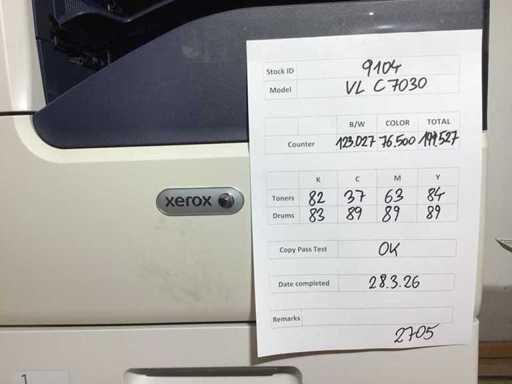 Stock ID 9104
Model VL C7030
B/W COLOR TOTAL
Counter 123.027 76.500 199,527
K C M Y
Toners 82 37 63 84
Drums 83 89 89 89
xerox
Copy Pass Test OK
Date completed 28.3.26
Remarks
2705
1